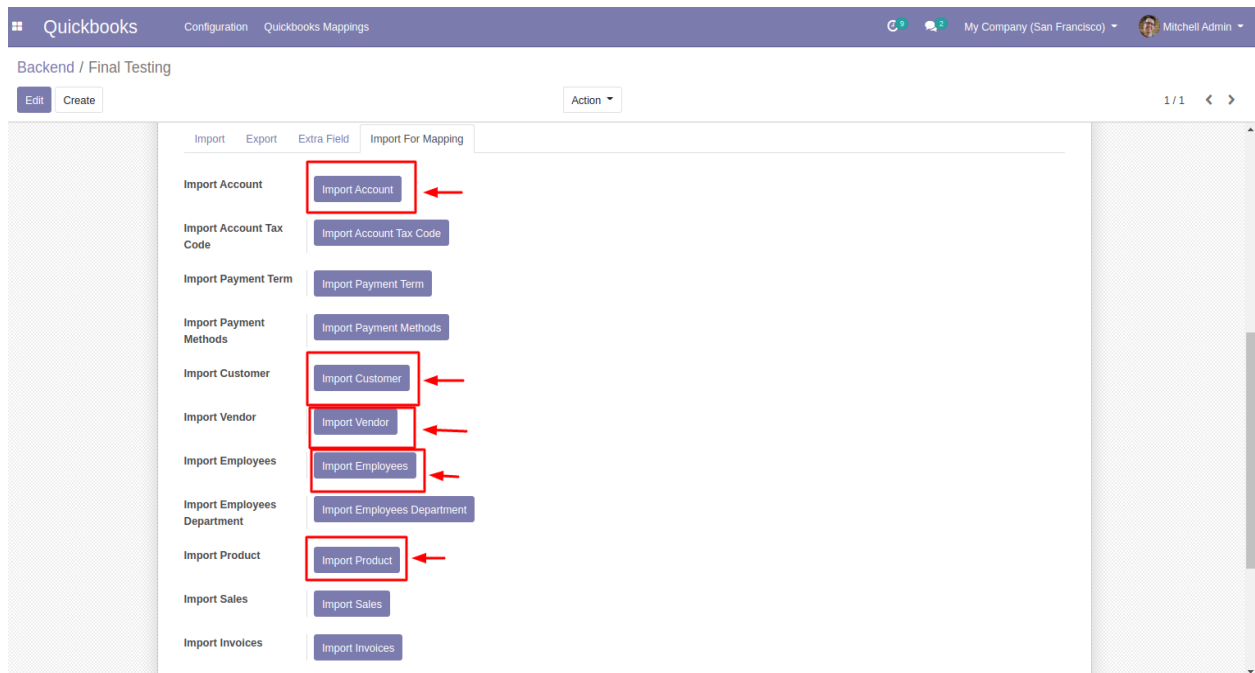 Quickbooks Configuration Quickbooks Mappings 9 2 My Company (San Francisco) Mitchell Admin
Backend / Final Testing
Edit Create Action 1 / 1
Import Export Extra Field Import For Mapping
Import Account Import Account
Import Account Tax Import Account Tax Code
Code
Import Payment Term Import Payment Term
Import Payment Import Payment Methods
Methods
Import Customer Import Customer
Import Vendor Import Vendor
Import Employees Import Employees
Import Employees Import Employees Department
Department
Import Product Import Product
Import Sales Import Sales
Import Invoices Import Invoices